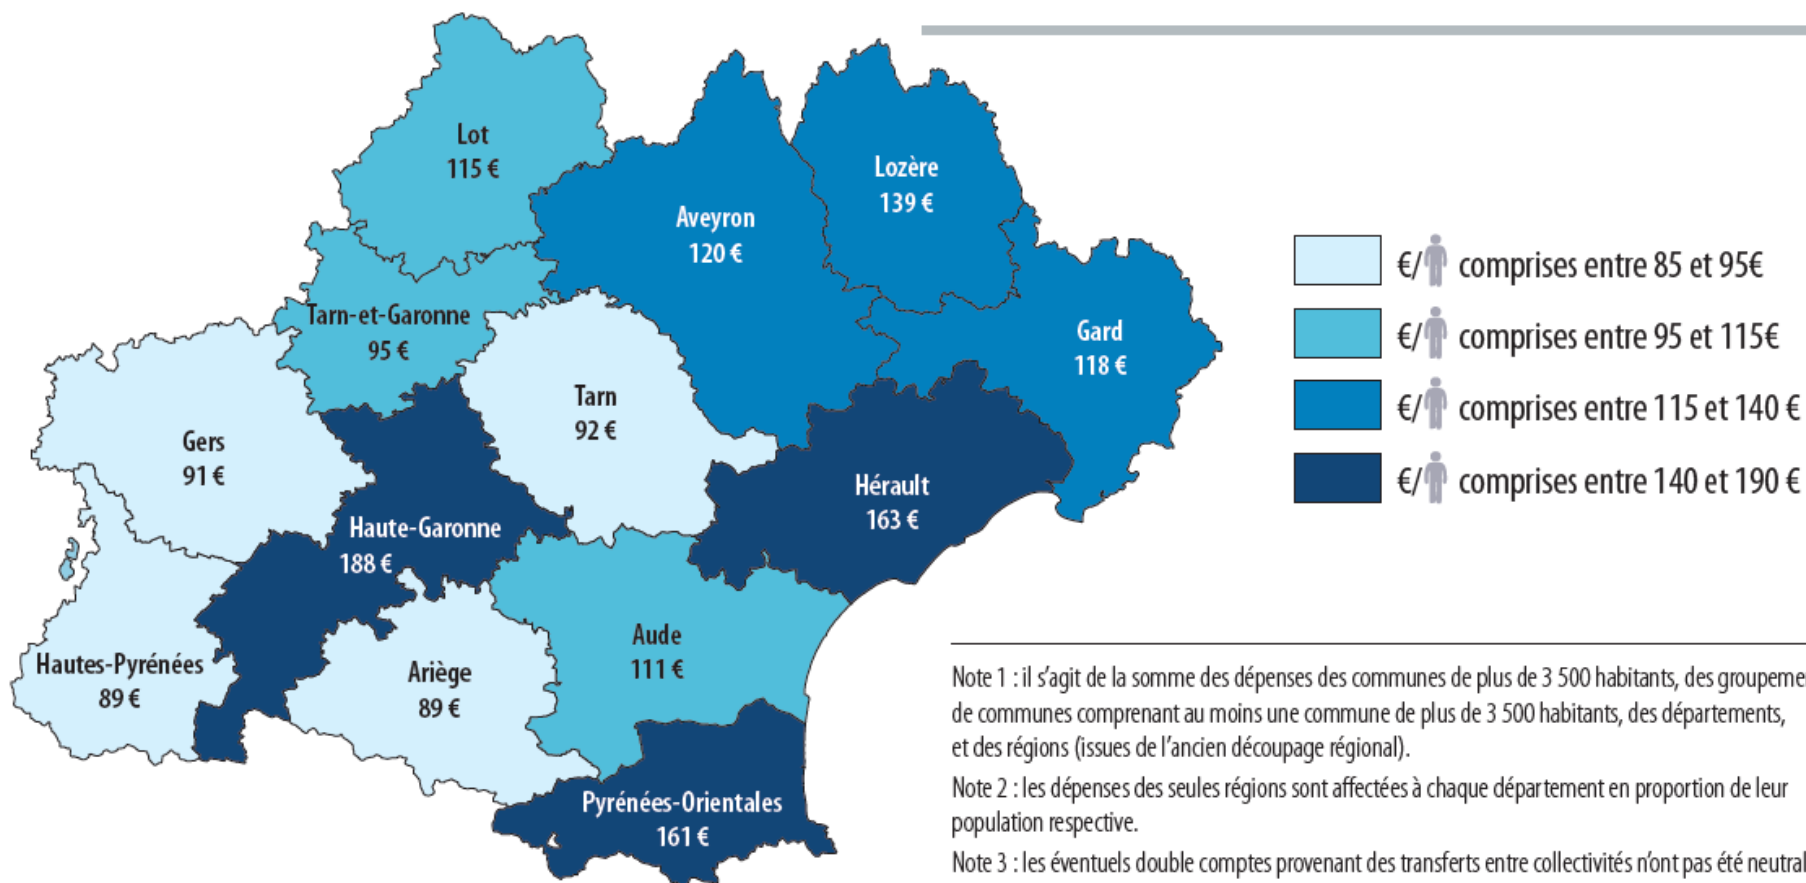 Lot
115 €
Aveyron
120 €
Lozère
139 €
Tarn-et-Garonne
95 €
Gard
118 €
Gers
91 €
Tarn
92 €
Hérault
163 €
Haute-Garonne
188 €
Hautes-Pyrénées
89 €
Ariège
89 €
Aude
111 €
Pyrénées-Orientales
161 €
€/ comprises entre 85 et 95€
€/ comprises entre 95 et 115€
€/ comprises entre 115 et 140 €
€/ comprises entre 140 et 190 €
Note 1 : il s’agit de la somme des dépenses des communes de plus de 3 500 habitants, des
de communes comprenant au moins une commune de plus de 3 500 habitants, des départements,
et des régions (issues de l’ancien découpage régional).
Note 2 : les dépenses des seules régions sont affectées à chaque département en proportion de leur
population respective.
Note 3 : les éventuels double comptes provenant des transferts entre collectivités n’ont pas été